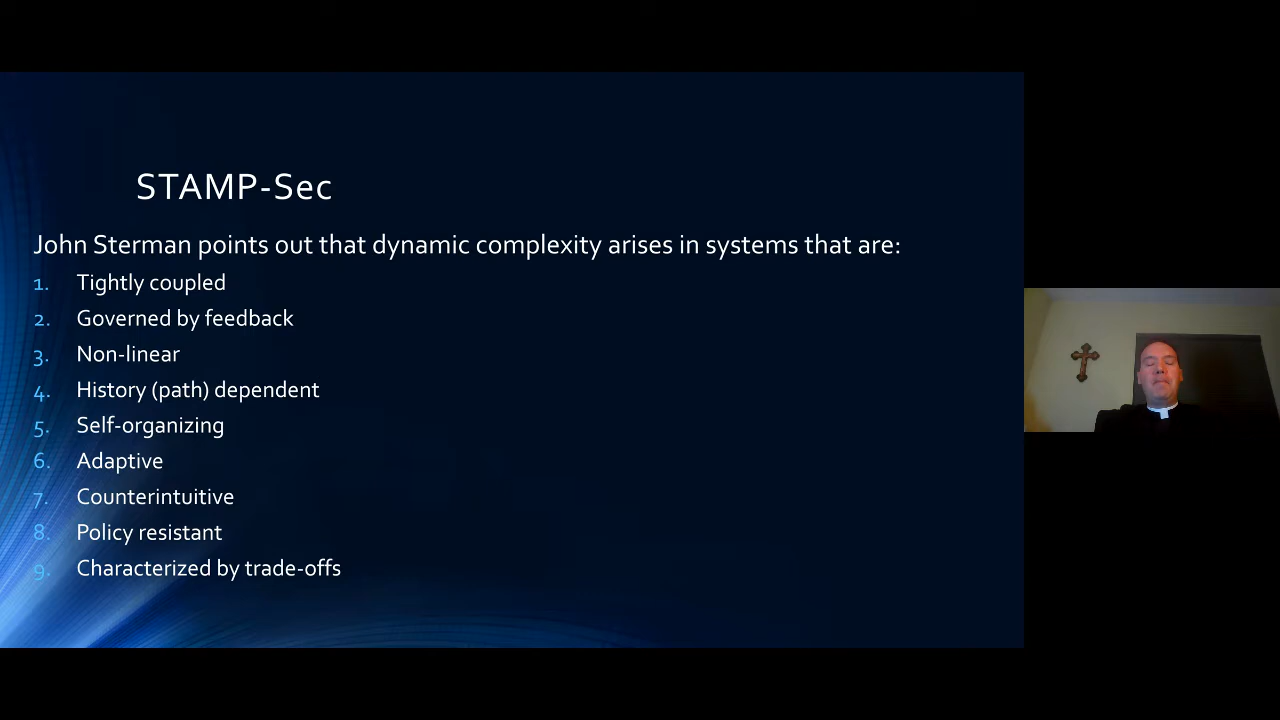 STAMP-Sec
John Sterman points out that dynamic complexity arises in systems that are:
1. Tightly coupled
2. Governed by feedback
3. Non-linear
4. History (path) dependent
5. Self-organizing
6. Adaptive
7. Counterintuitive
8. Policy resistant
9. Characterized by trade-offs